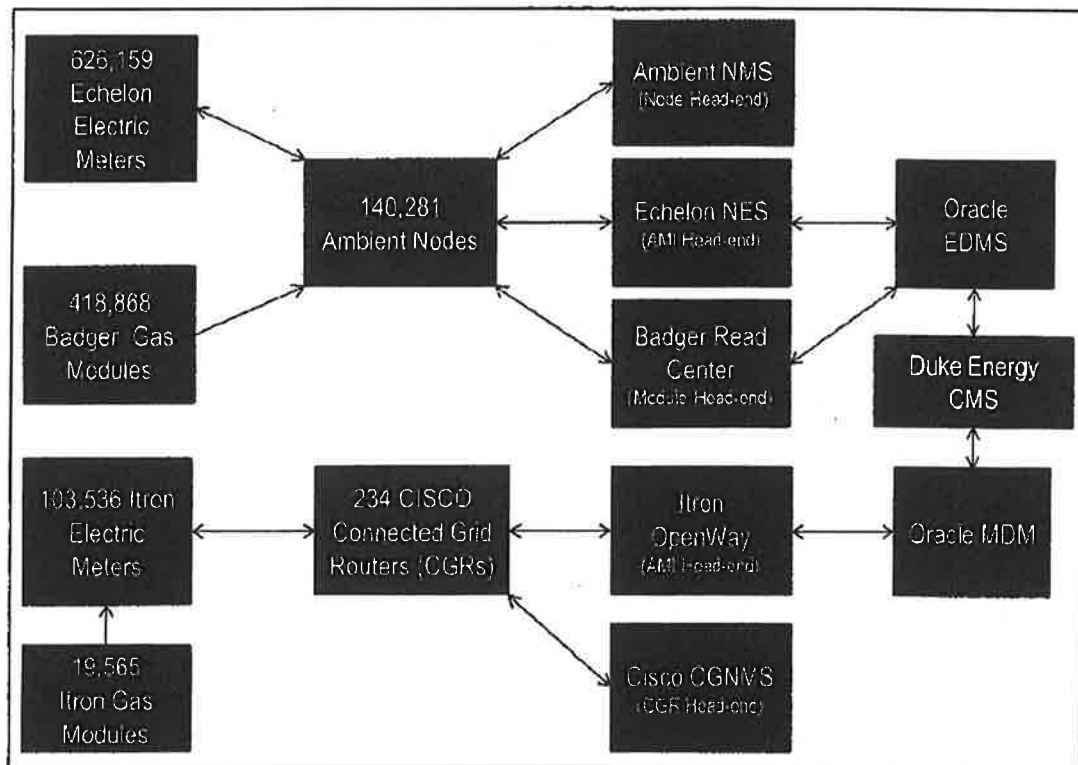 626,159
Echelon
Electric
Meters
Ambient NMS
(Node Head-end)
140,281
Ambient Nodes
Echelon NES
(AMI Head-end)
Oracle
EDMS
418,868
Badger Gas
Modules
Badger Read
Center
(Module Head-end)
Duke Energy
CMS
103,536 Itron
Electric
Meters
234 CISCO
Connected Grid
Routers (CGRs)
Itron
OpenWay
(AMI Head-end)
Oracle MDM
19,565
Itron Gas
Modules
Cisco CGNMS
(CGR Head-end)